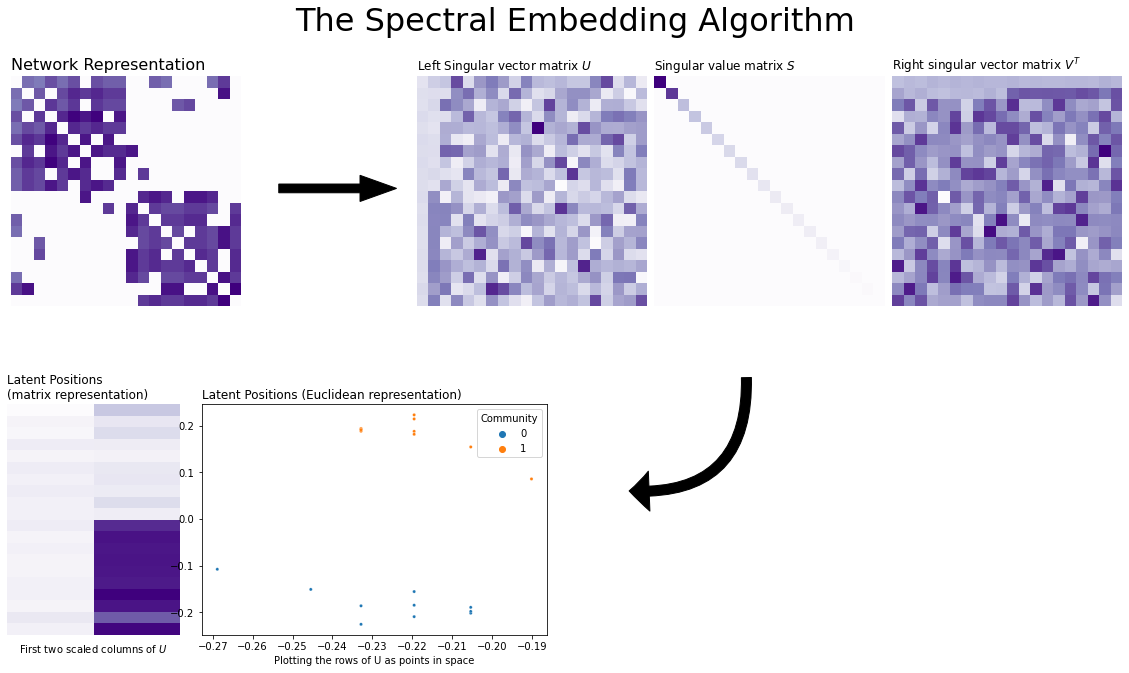 The Spectral Embedding Algorithm
Network Representation
Left Singular vector matrix U
Singular value matrix S
Right singular vector matrix V^T
Latent Positions
(matrix representation)
First two scaled columns of U
Latent Positions (Euclidean representation)
Community
0
1
0.2
0.1
0.0
−0.1
−0.2
−0.27 −0.26 −0.25 −0.24 −0.23 −0.22 −0.21 −0.20 −0.19
Plotting the rows of U as points in space